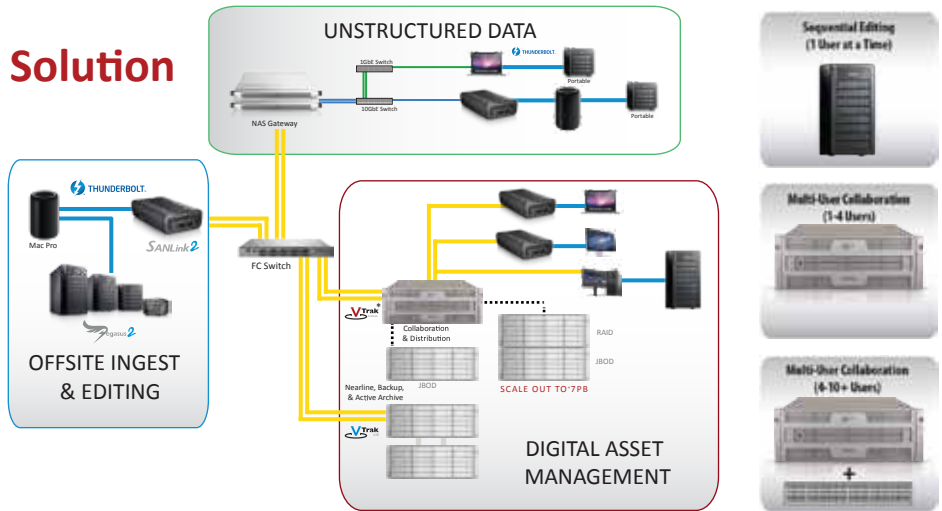 Solution
UNSTRUCTURED DATA
1GbE Switch
THUNDERBOLT.
Portable
NAS Gateway
10GbE Switch
Portable
THUNDERBOLT.
Mac Pro
SANLink2
Pegasus2
OFFSITE INGEST
& EDITING
FC Switch
VTrak
Collaboration
& Distribution
JBOD
RAID
JBOD
SCALE OUT TO 7PB
Nearline, Backup,
& Active Archive
VTrak
DIGITAL ASSET
MANAGEMENT
Sequential Editing
(1 User at a Time)
Multi-User Collaboration
(1-4 Users)
Multi-User Collaboration
(4-10+ Users)
+